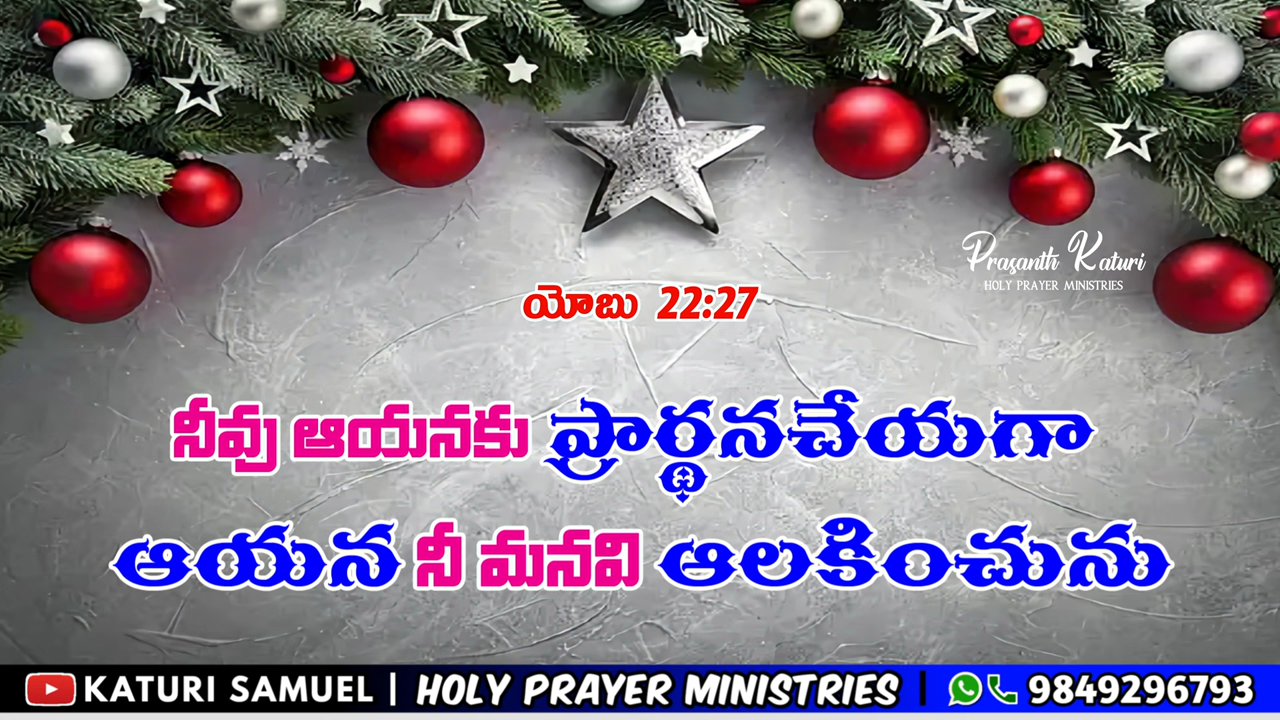 Prasanth Katuri
HOLY PRAYER MINISTRIES
యోబు 22:27
నీవు ఆయనకు ప్రార్థనచేయగా
ఆయన నీ మనవి ఆలకించును
KATURI SAMUEL | HOLY PRAYER MINISTRIES | 9849296793